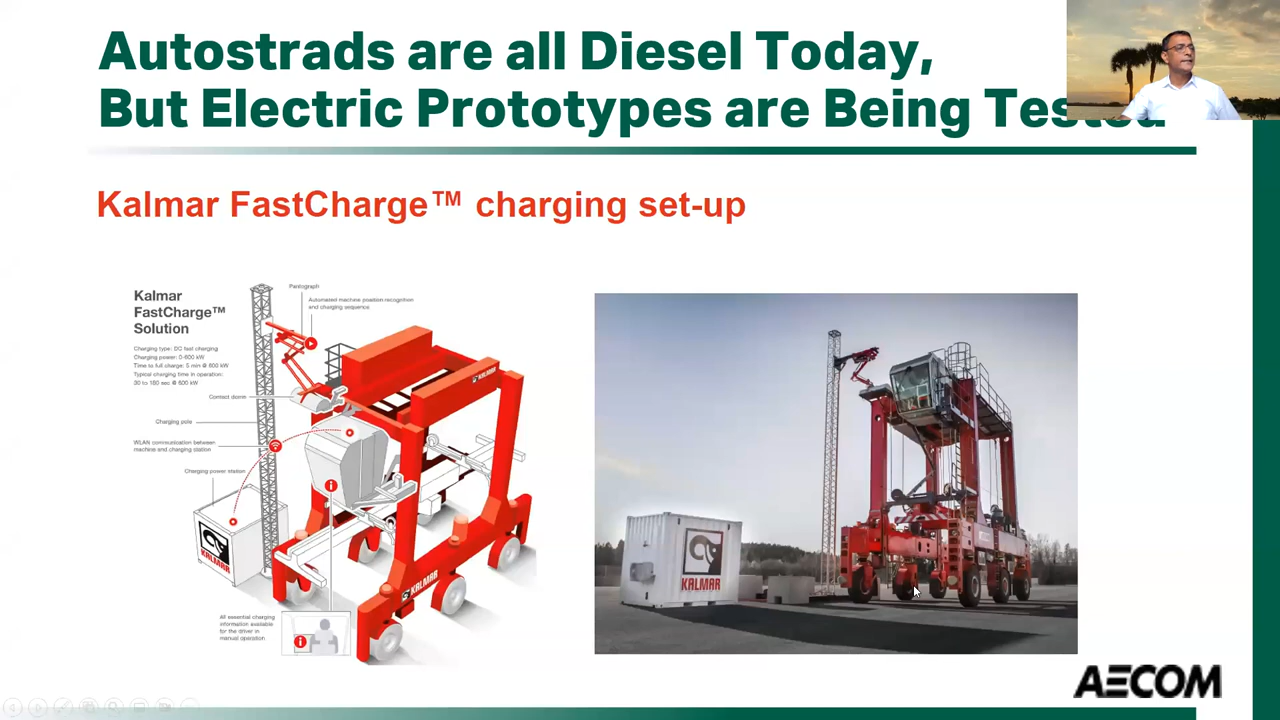 Autostrads are all Diesel Today,
But Electric Prototypes are Being Tested
Kalmar FastCharge™ charging set-up
Kalmar
FastCharge™
Solution
Charging type: DC fast charging
Charging power: 0-600 kW
Time to full charge: 5 min @ 600 kW
Typical charging time in operation:
30 to 180 sec @ 600 kW
Pantograph
Automated machine position recognition
and charging sequence
Contact dome
Charging pole
WLAN communication between
machine and charging station
Charging power station
KALMAR
KALMAR
KALMAR
All essential charging
information available
for the driver in
manual operation
KALMAR
AECOM